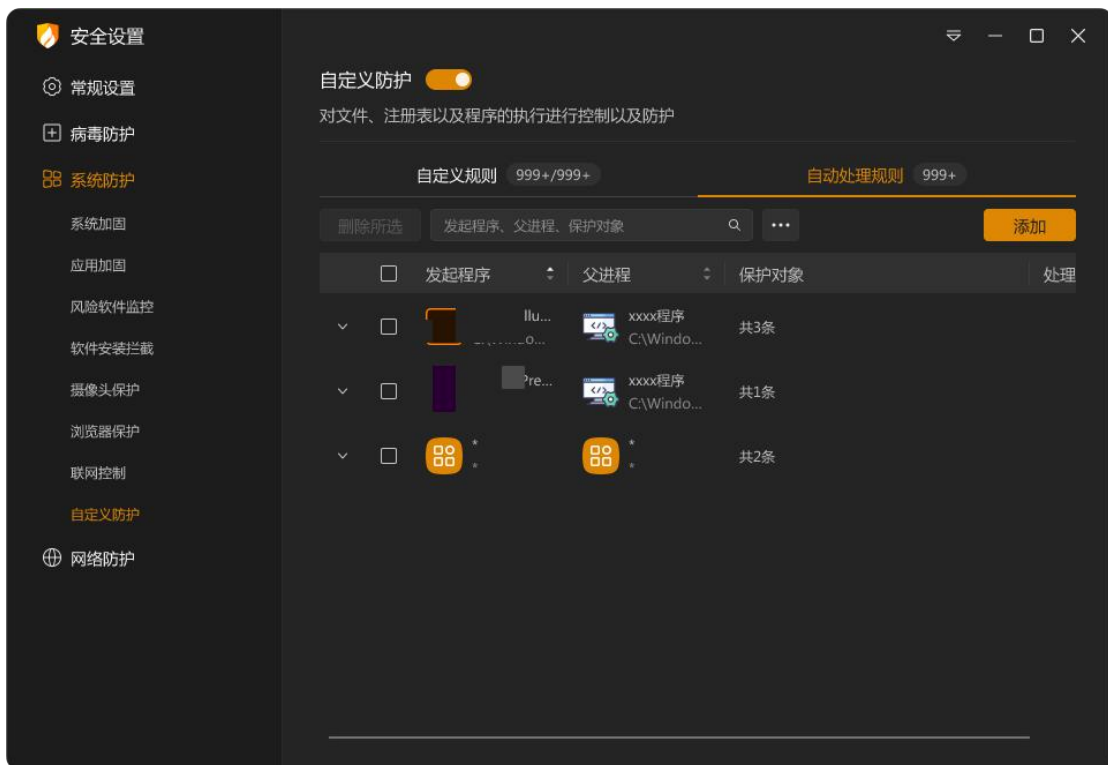 安全设置
常规设置
病毒防护
系统防护
系统加固
应用加固
风险软件监控
软件安装拦截
摄像头保护
浏览器保护
联网控制
自定义防护
网络防护
自定义防护
对文件、注册表以及程序的执行进行控制以及防护
自定义规则 999+/999+ 自动处理规则 999+
删除所选 发起程序、父进程、保护对象 ••• 添加
发起程序 父进程 保护对象 处理
llu... xxxx程序 共3条
C:\Windo...
Pre... xxxx程序 共1条
C:\Windo...
* * 共2条
* *